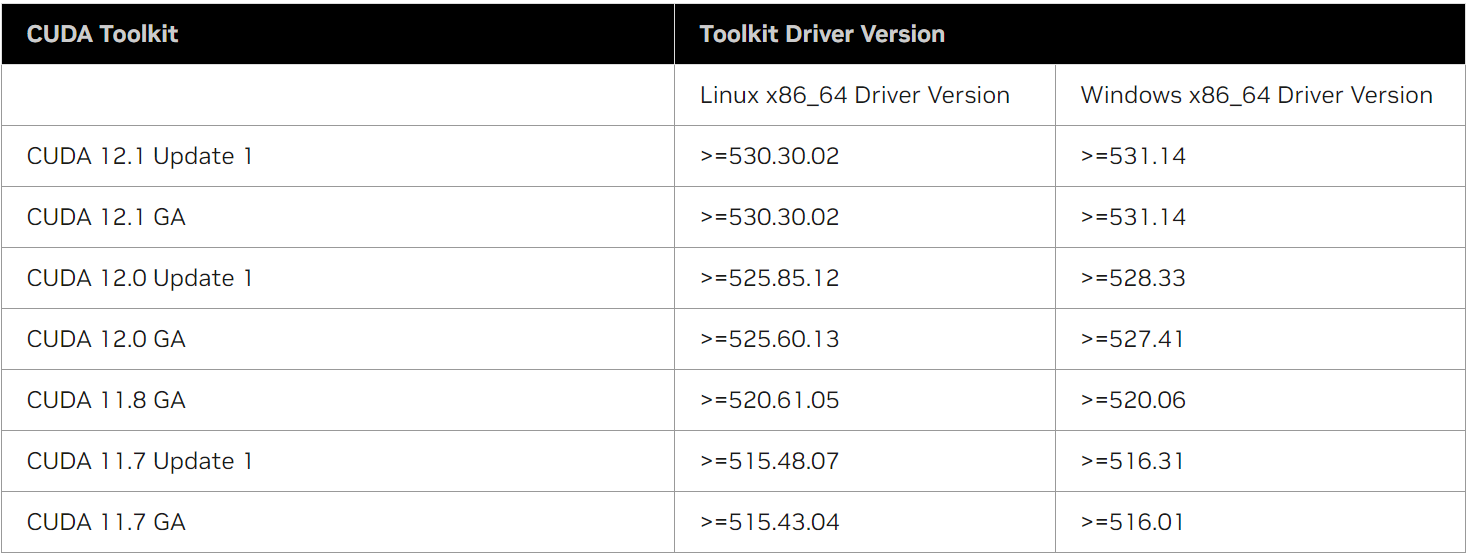 CUDA Toolkit Toolkit Driver Version
Linux x86_64 Driver Version Windows x86_64 Driver Version
CUDA 12.1 Update 1 >=530.30.02 >=531.14
CUDA 12.1 GA >=530.30.02 >=531.14
CUDA 12.0 Update 1 >=525.85.12 >=528.33
CUDA 12.0 GA >=525.60.13 >=527.41
CUDA 11.8 GA >=520.61.05 >=520.06
CUDA 11.7 Update 1 >=515.48.07 >=516.31
CUDA 11.7 GA >=515.43.04 >=516.01